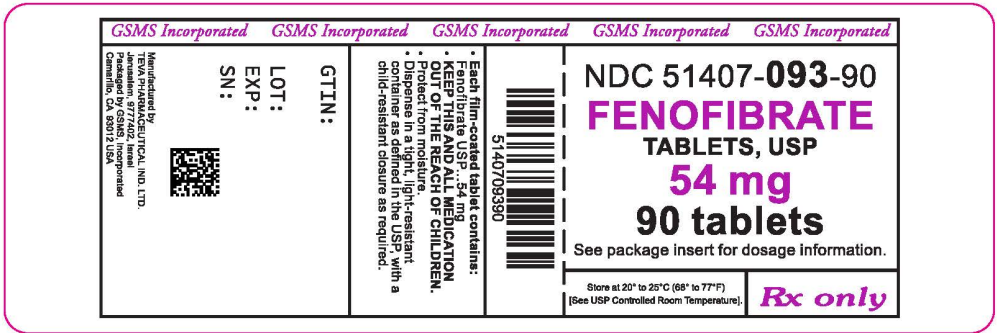 GSMS Incorporated GSMS Incorporated GSMS Incorporated GSMS Incorporated GSMS Incorporated
NDC 51407-093-90
FENOFIBRATE
TABLETS, USP
54 mg
90 tablets
See package insert for dosage information.
Store at 20° to 25°C (68° to 77°F)
[See USP Controlled Room Temperature].
Rx only
5140709390
• Each film-coated tablet contains:
Fenofibrate USP...54 mg
• KEEP THIS AND ALL MEDICATION
OUT OF THE REACH OF CHILDREN.
• Protect from moisture.
• Dispense in a tight, light-resistant
container as defined in the USP, with a
child-resistant closure as required.
GTIN:
LOT:
EXP:
SN:
Manufactured by
TEVA PHARMACEUTICAL IND. LTD.
Jerusalem, 9777402, Israel
Packaged by GSMS, Incorporated
Camarillo, CA 93012 USA